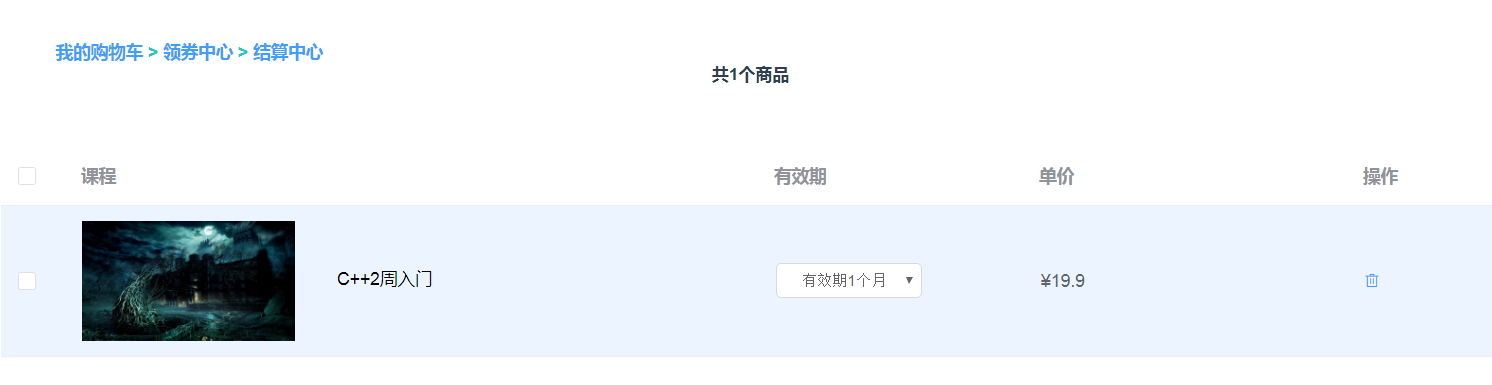 我的购物车 > 领券中心 > 结算中心
共1个商品
课程 有效期 单价 操作
C++2周入门 有效期1个月 ¥19.9